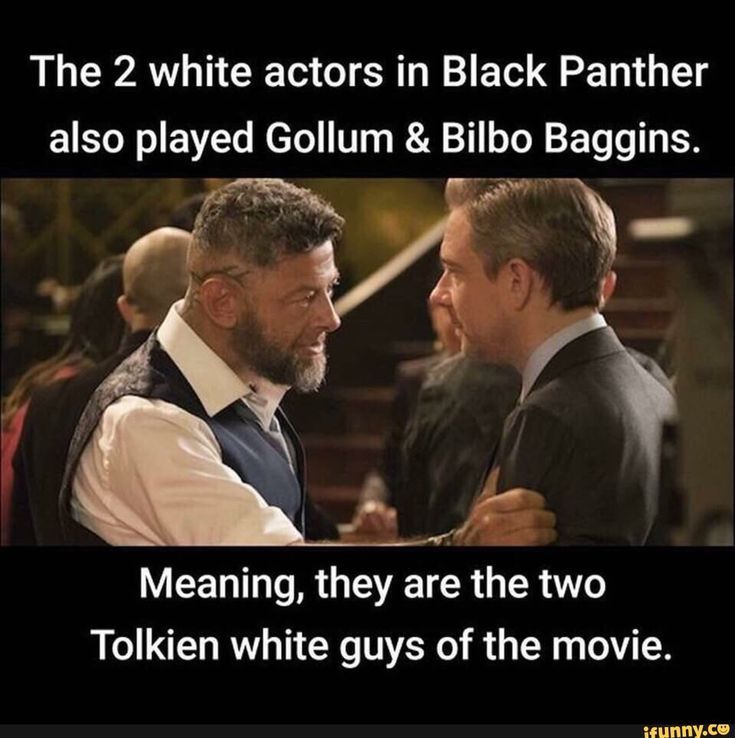 The 2 white actors in Black Panther
also played Gollum & Bilbo Baggins.
Meaning, they are the two
Tolkien white guys of the movie.
ifunny.co